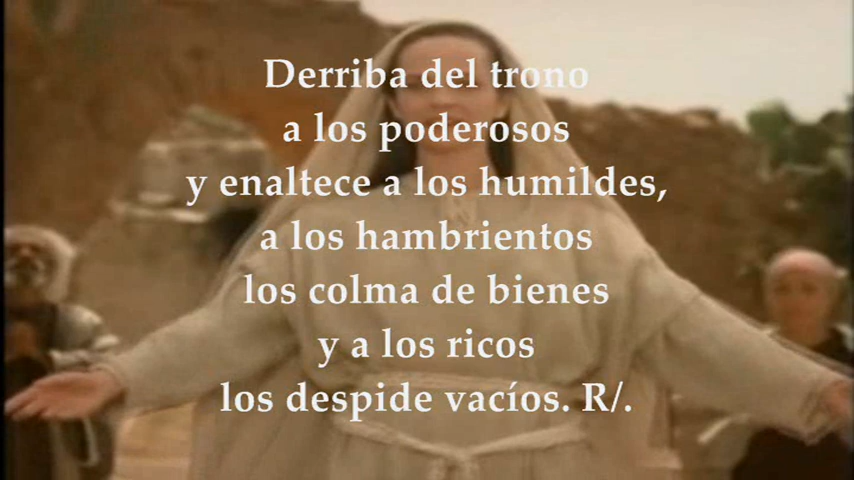 Derriba del trono
a los poderosos
y enaltece a los humildes,
a los hambrientos
los colma de bienes
y a los ricos
los despide vacíos. R/.